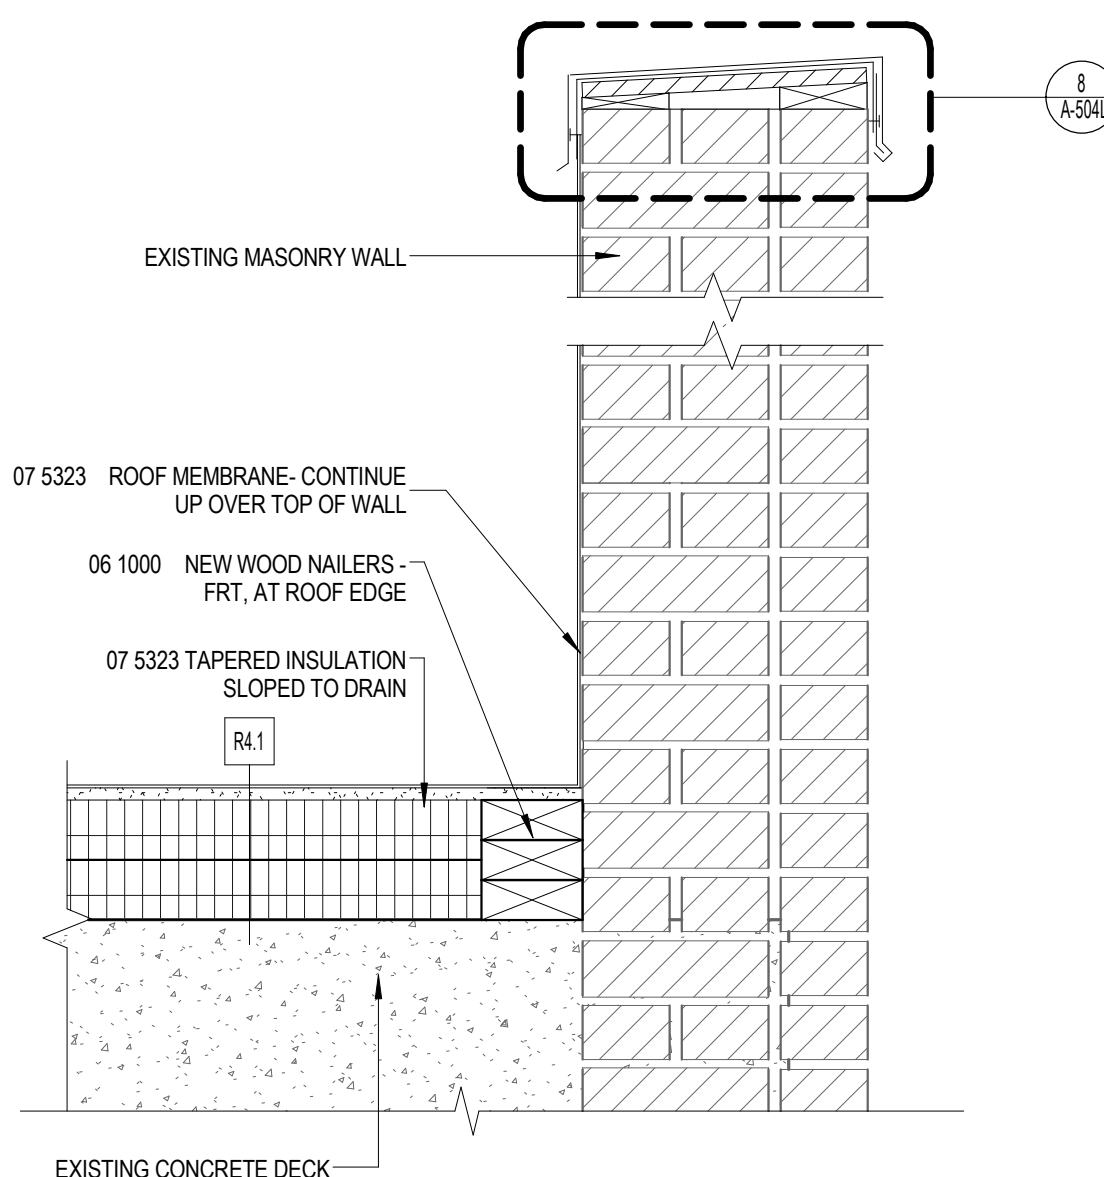 8
A-504L
EXISTING MASONRY WALL
07 5323 ROOF MEMBRANE- CONTINUE
UP OVER TOP OF WALL
06 1000 NEW WOOD NAILERS -
FRT, AT ROOF EDGE
07 5323 TAPERED INSULATION
SLOPED TO DRAIN
R4.1
EXISTING CONCRETE DECK